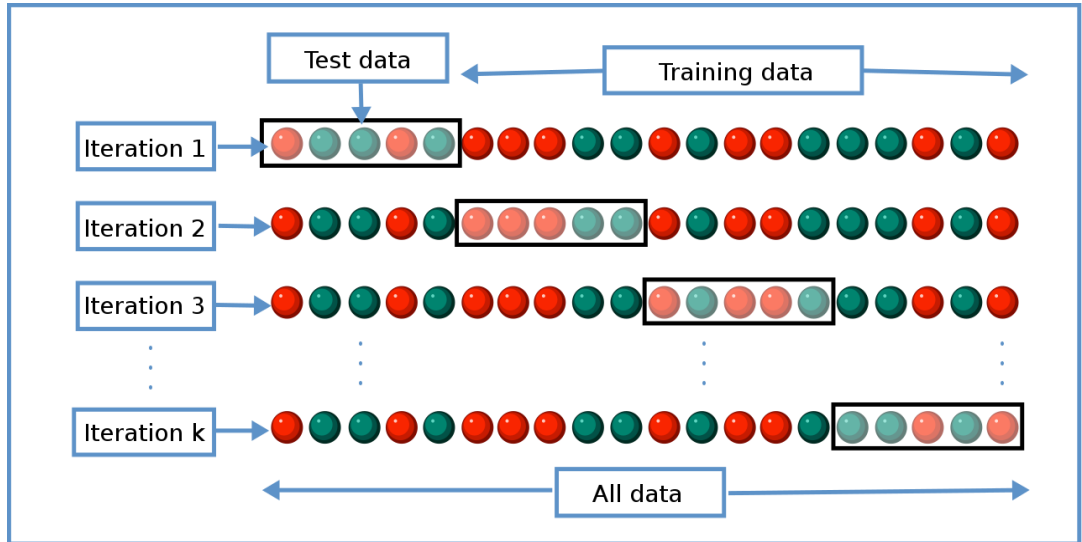 Test data
Training data
Iteration 1
Iteration 2
Iteration 3
Iteration k
All data